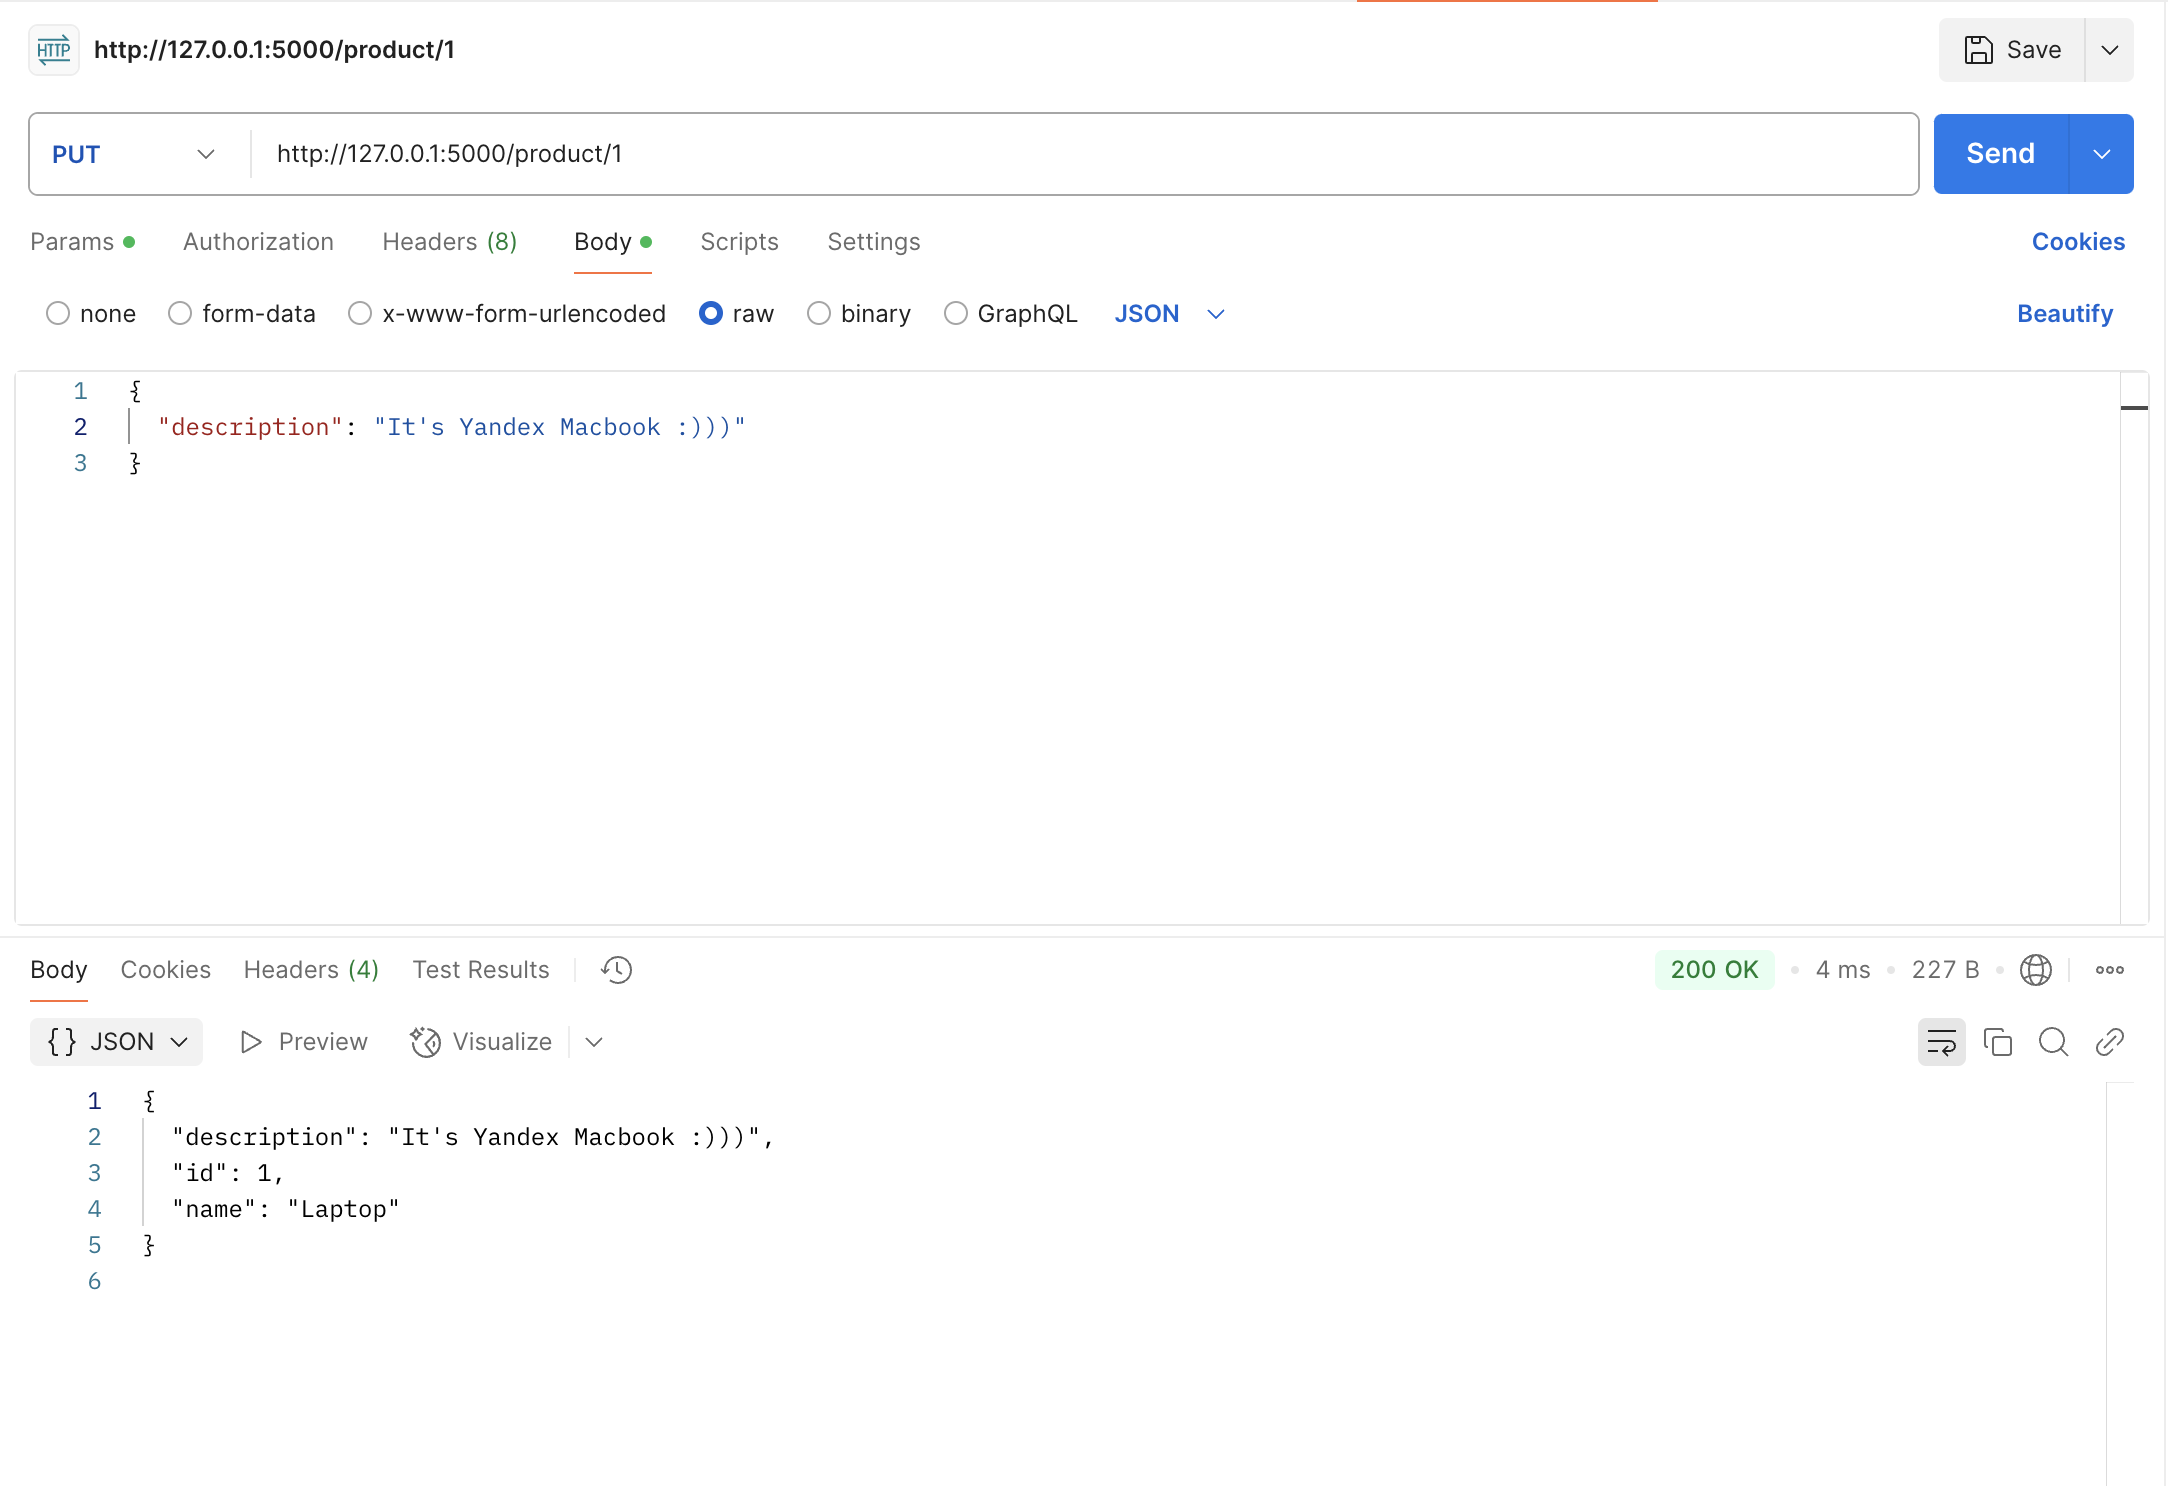 HTTP http://127.0.0.1:5000/product/1 Save
PUT http://127.0.0.1:5000/product/1 Send
Params Authorization Headers (8) Body Scripts Settings Cookies
none form-data x-www-form-urlencoded raw binary GraphQL JSON Beautify
1 {
2 "description": "It's Yandex Macbook :)))"
3 }
Body Cookies Headers (4) Test Results 200 OK 4 ms 227 B
{} JSON Preview Visualize
1 {
2 "description": "It's Yandex Macbook :)))",
3 "id": 1,
4 "name": "Laptop"
5 }
6